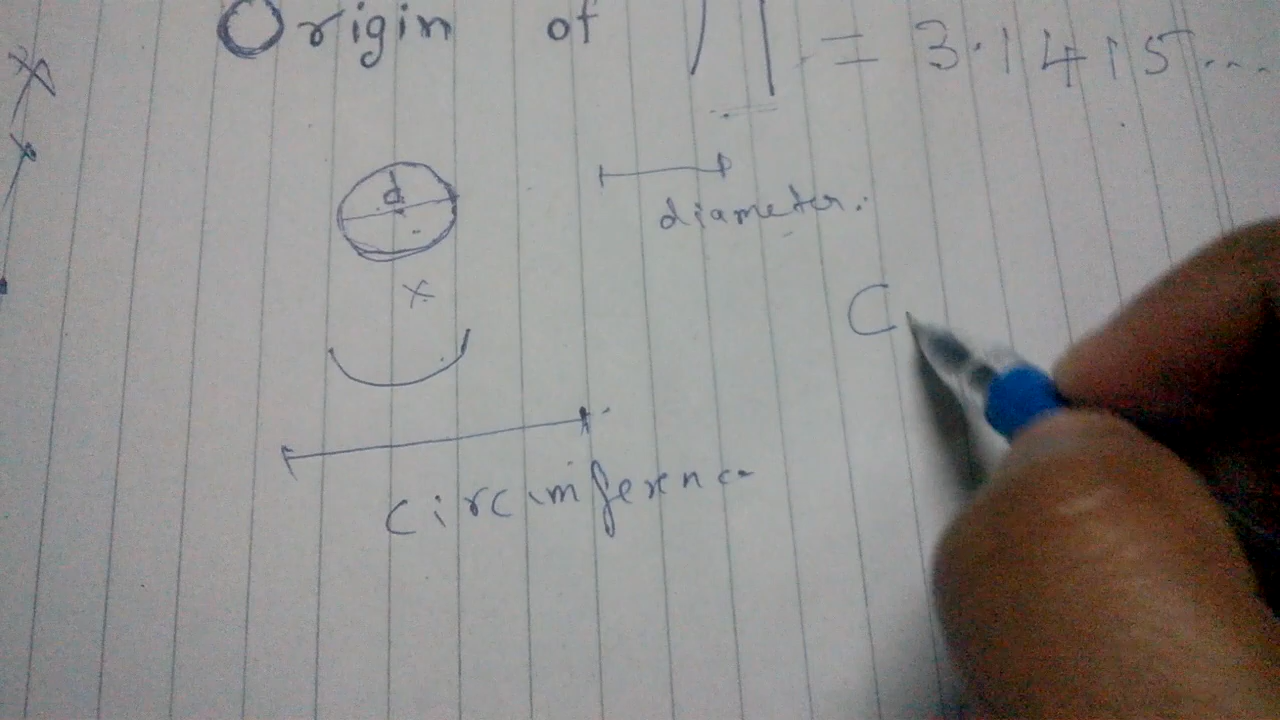 Origin of π = 3.1415...
d
diameter.
x
C
circumference